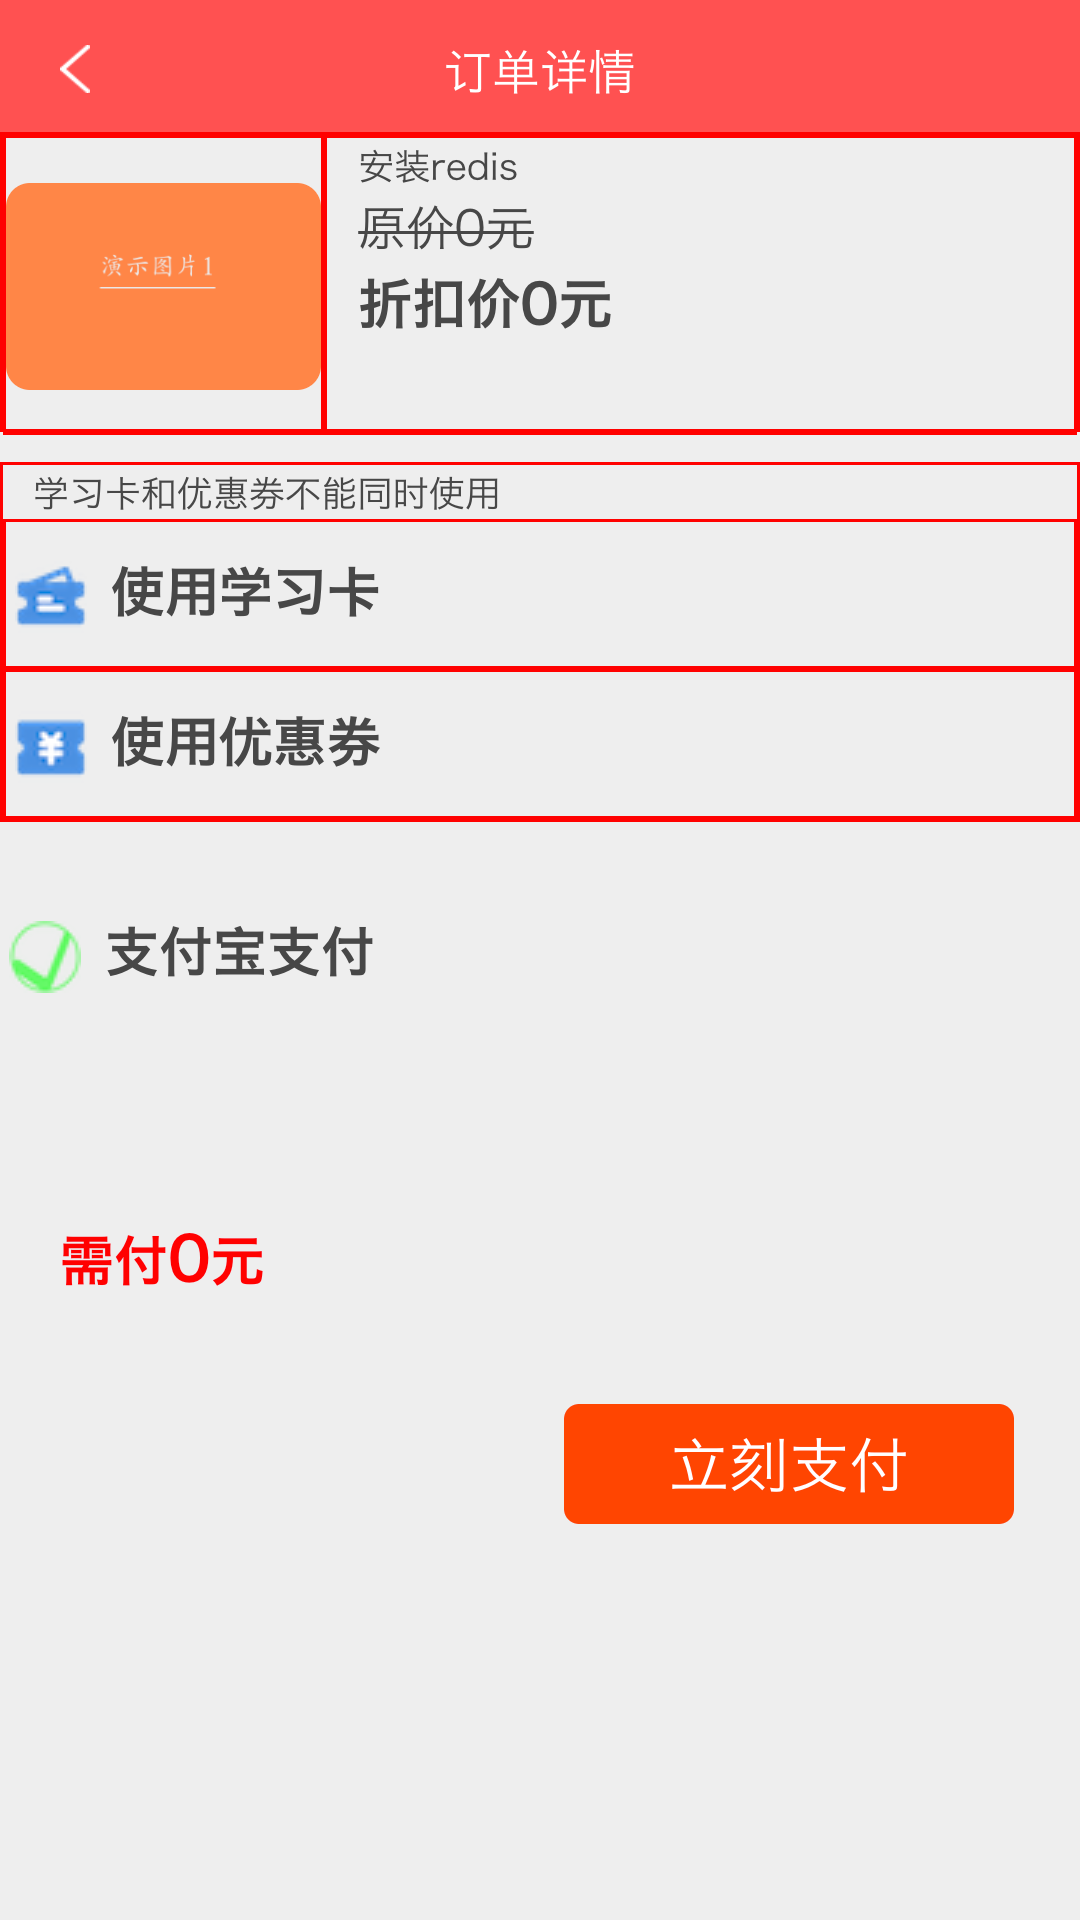 订单详情
演示图片1
安装redis
原价0元
折扣价0元
学习卡和优惠券不能同时使用
使用学习卡
使用优惠券
支付宝支付
需付0元
立刻支付